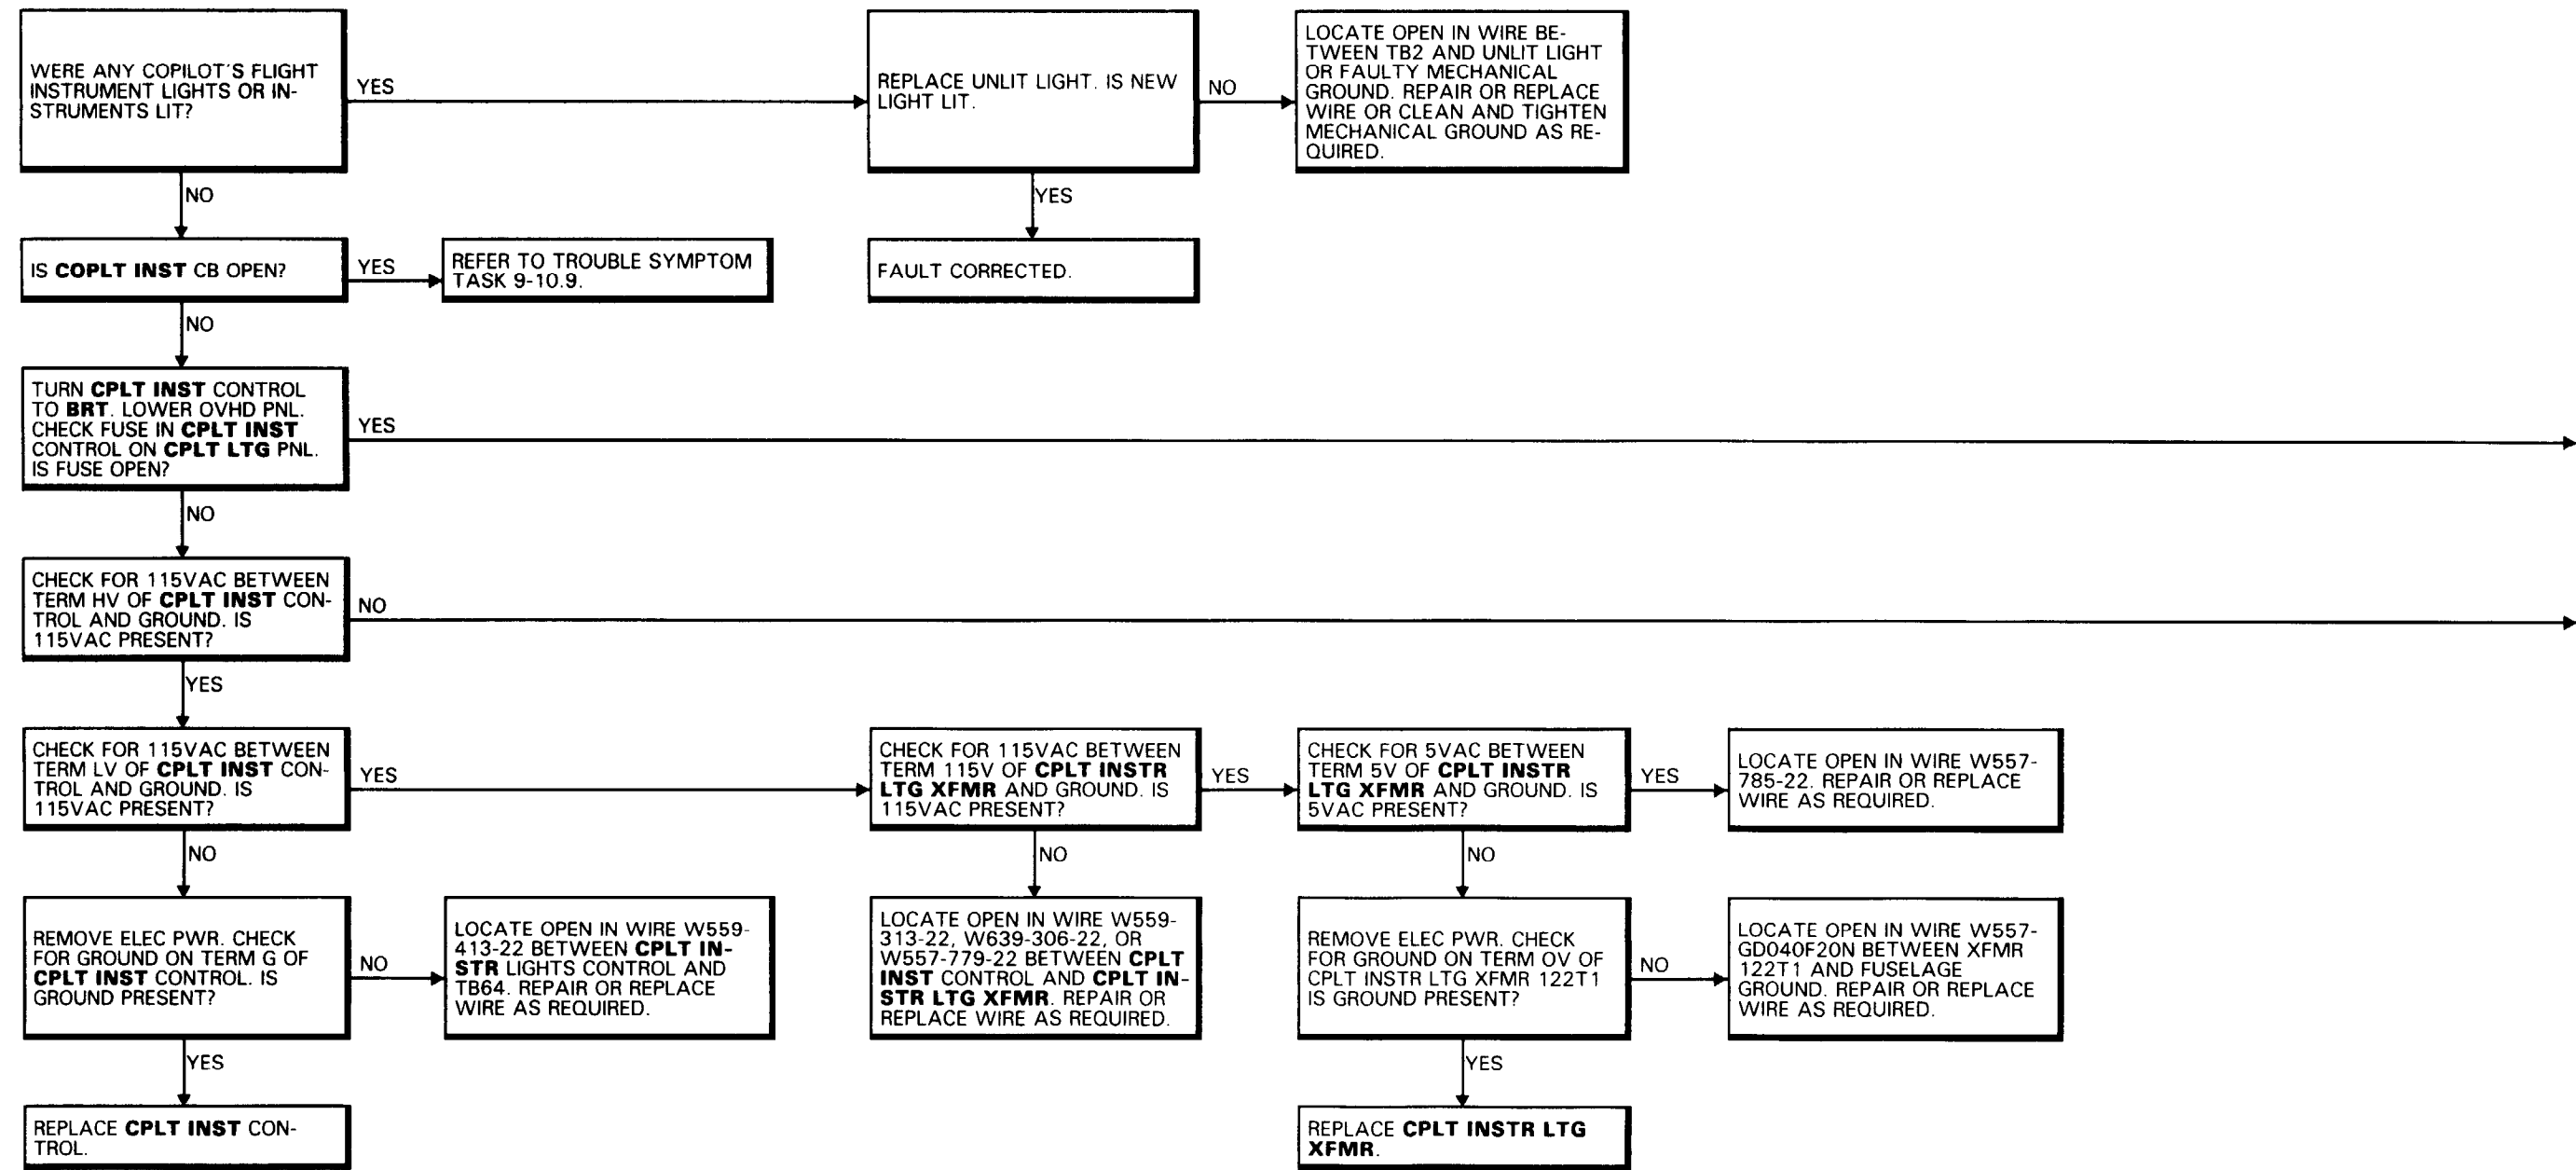 WERE ANY COPILOT'S FLIGHT
INSTRUMENT LIGHTS OR IN-
STRUMENTS LIT?
YES
REPLACE UNLIT LIGHT. IS NEW
LIGHT LIT.
NO
LOCATE OPEN IN WIRE BE-
TWEEN TB2 AND UNLIT LIGHT
OR FAULTY MECHANICAL
GROUND. REPAIR OR REPLACE
WIRE OR CLEAN AND TIGHTEN
MECHANICAL GROUND AS RE-
QUIRED.
NO
YES
IS COPLT INST CB OPEN?
YES
REFER TO TROUBLE SYMPTOM
TASK 9-10.9.
FAULT CORRECTED.
NO
TURN CPLT INST CONTROL
TO BRT. LOWER OVHD PNL.
CHECK FUSE IN CPLT INST
CONTROL ON CPLT LTG PNL.
IS FUSE OPEN?
YES
NO
CHECK FOR 115VAC BETWEEN
TERM HV OF CPLT INST CON-
TROL AND GROUND. IS
115VAC PRESENT?
NO
YES
CHECK FOR 115VAC BETWEEN
TERM LV OF CPLT INST CON-
TROL AND GROUND. IS
115VAC PRESENT?
YES
CHECK FOR 115VAC BETWEEN
TERM 115V OF CPLT INSTR
LTG XFMR AND GROUND. IS
115VAC PRESENT?
YES
CHECK FOR 5VAC BETWEEN
TERM 5V OF CPLT INSTR
LTG XFMR AND GROUND. IS
5VAC PRESENT?
YES
LOCATE OPEN IN WIRE W557-
785-22. REPAIR OR REPLACE
WIRE AS REQUIRED.
NO
NO
NO
REMOVE ELEC PWR. CHECK
FOR GROUND ON TERM G OF
CPLT INST CONTROL. IS
GROUND PRESENT?
NO
LOCATE OPEN IN WIRE W559-
413-22 BETWEEN CPLT IN-
STR LIGHTS CONTROL AND
TB64. REPAIR OR REPLACE
WIRE AS REQUIRED.
LOCATE OPEN IN WIRE W559-
313-22, W639-306-22, OR
W557-779-22 BETWEEN CPLT
INST CONTROL AND CPLT IN-
STR LTG XFMR. REPAIR OR
REPLACE WIRE AS REQUIRED.
REMOVE ELEC PWR. CHECK
FOR GROUND ON TERM OV OF
CPLT INSTR LTG XFMR 122T1
IS GROUND PRESENT?
NO
LOCATE OPEN IN WIRE W557-
GD040F20N BETWEEN XFMR
122T1 AND FUSELAGE
GROUND. REPAIR OR REPLACE
WIRE AS REQUIRED.
YES
YES
REPLACE CPLT INST CON-
TROL.
REPLACE CPLT INSTR LTG
XFMR.